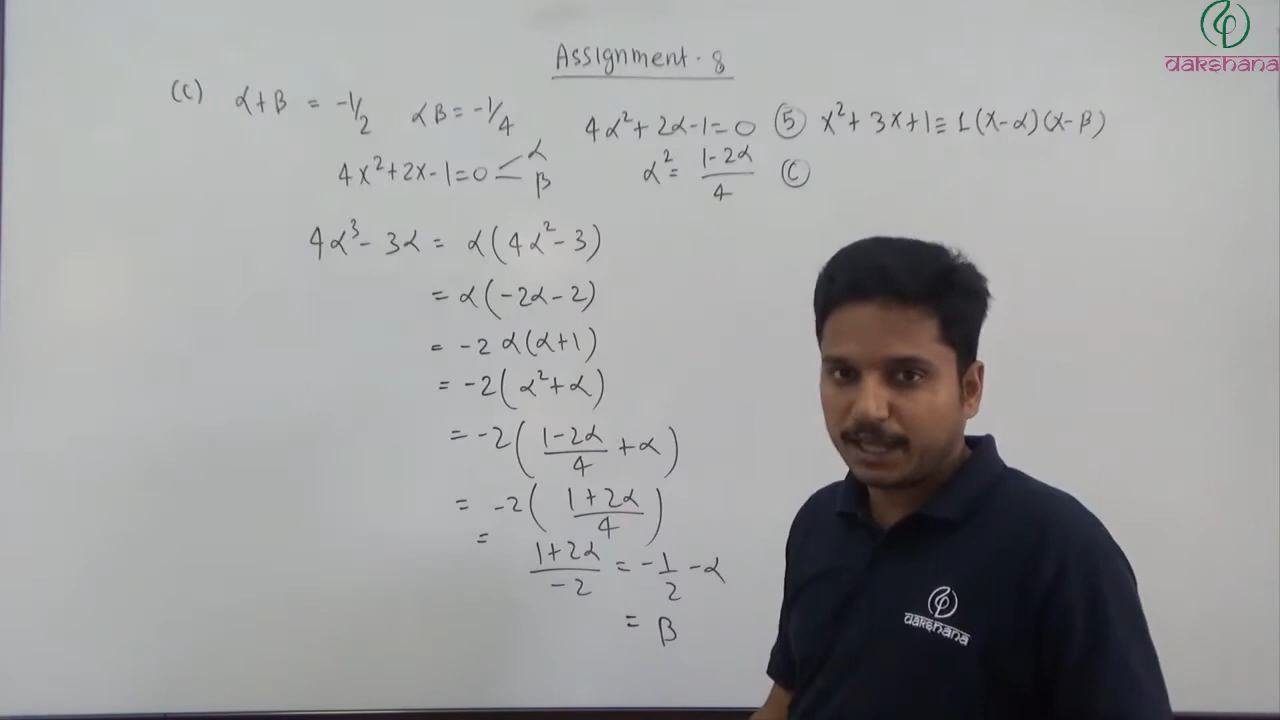 Assignment-8
(C) α+β = -1/2 αβ = -1/4
4x²+2x-1=0 α β
4α²+2α-1=0
α² = (1-2α)/4
4α³-3α = α(4α²-3)
= α(-2α-2)
= -2 α(α+1)
= -2(α²+α)
= -2((1-2α)/4 + α)
= -2((1+2α)/4)
= (1+2α)/-2 = -1/2 -α
= β
⑤ x²+3x+1 ≡ 1(x-α)(x-β)
Ⓒ
dakshana
dakshana